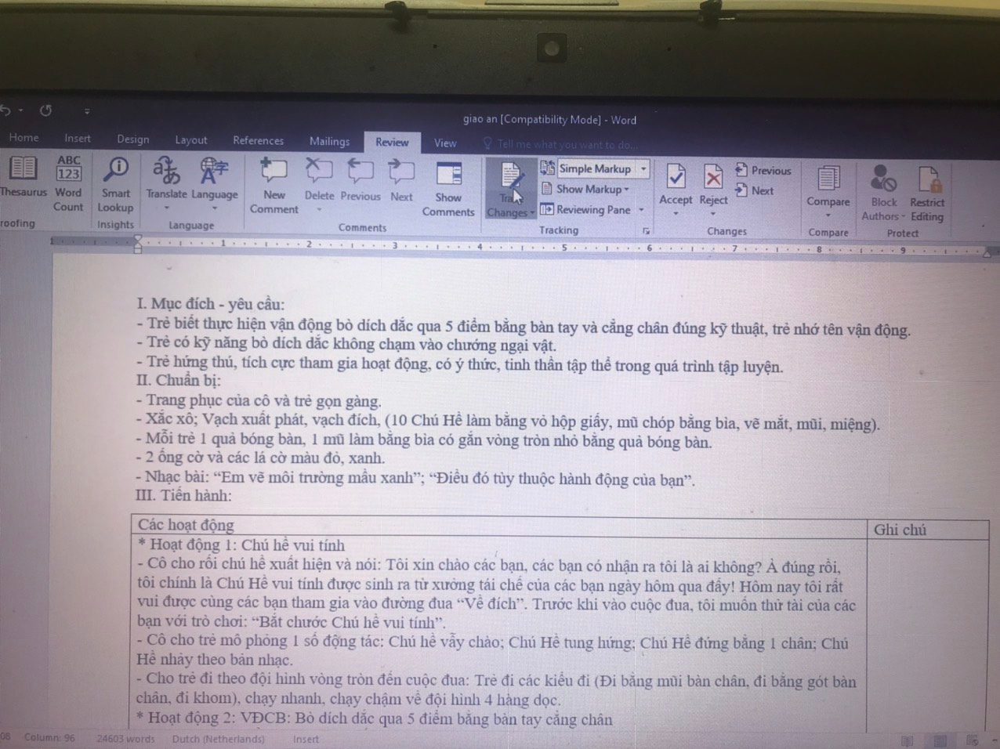 giao an [Compatibility Mode] - Word
Home Insert Design Layout References Mailings Review View Tell me what you want to do...
Thesaurus
ABC
123
Word
Count
Smart
Lookup
Translate Language
New
Comment
Delete Previous Next
Show
Comments
Track
Changes
Simple Markup
Show Markup
Reviewing Pane
Accept Reject
Previous
Next
Compare
Block
Authors
Restrict
Editing
roofing Insights Language Comments Tracking Changes Compare Protect
1 1 2 3 4 5 6 7 8 9
I. Mục đích - yêu cầu:
- Trẻ biết thực hiện vận động bò dích dắc qua 5 điểm bằng bàn tay và cẳng chân đúng kỹ thuật, trẻ nhớ tên vận động.
- Trẻ có kỹ năng bò dích dắc không chạm vào chướng ngại vật.
- Trẻ hứng thú, tích cực tham gia hoạt động, có ý thức, tinh thần tập thể trong quá trình tập luyện.
II. Chuẩn bị:
- Trang phục của cô và trẻ gọn gàng.
- Xắc xô; Vạch xuất phát, vạch đích, (10 Chú Hề làm bằng vỏ hộp giấy, mũ chóp bằng bìa, vẽ mắt, mũi, miệng).
- Mỗi trẻ 1 quả bóng bàn, 1 mũ làm bằng bìa có gắn vòng tròn nhỏ bằng quả bóng bàn.
- 2 ống cờ và các lá cờ màu đỏ, xanh.
- Nhạc bài: “Em vẽ môi trường mầu xanh”; “Điều đó tùy thuộc hành động của bạn”.
III. Tiến hành:
Các hoạt động Ghi chú
* Hoạt động 1: Chú hề vui tính
- Cô cho rối chú hề xuất hiện và nói: Tôi xin chào các bạn, các bạn có nhận ra tôi là ai không? À đúng rồi,
tôi chính là Chú Hề vui tính được sinh ra từ xưởng tái chế của các bạn ngày hôm qua đấy! Hôm nay tôi rất
vui được cùng các bạn tham gia vào đường đua “Về đích”. Trước khi vào cuộc đua, tôi muốn thử tài của các
bạn với trò chơi: “Bắt chước Chú hề vui tính”.
- Cô cho trẻ mô phỏng 1 số động tác: Chú hề vẫy chào; Chú Hề tung hứng; Chú Hề đứng bằng 1 chân; Chú
Hề nhảy theo bản nhạc.
- Cho trẻ đi theo đội hình vòng tròn đến cuộc đua: Trẻ đi các kiểu đi (Đi bằng mũi bàn chân, đi bằng gót bàn
chân, đi khom), chạy nhanh, chạy chậm về đội hình 4 hàng dọc.
* Hoạt động 2: VĐCB: Bò dích dắc qua 5 điểm bằng bàn tay cẳng chân
08 Column: 96 24603 words Dutch (Netherlands) Insert